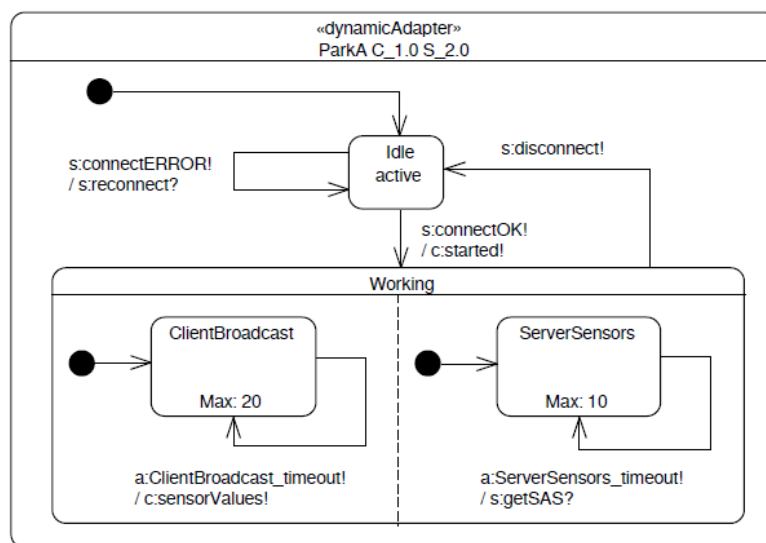 «dynamicAdapter»
ParkA C_1.0 S_2.0
Idle
active
s:connectERROR!
/ s:reconnect?
s:disconnect!
s:connectOK!
/ c:started!
Working
ClientBroadcast
Max: 20
a:ClientBroadcast_timeout!
/ c:sensorValues!
ServerSensors
Max: 10
a:ServerSensors_timeout!
/ s:getSAS?